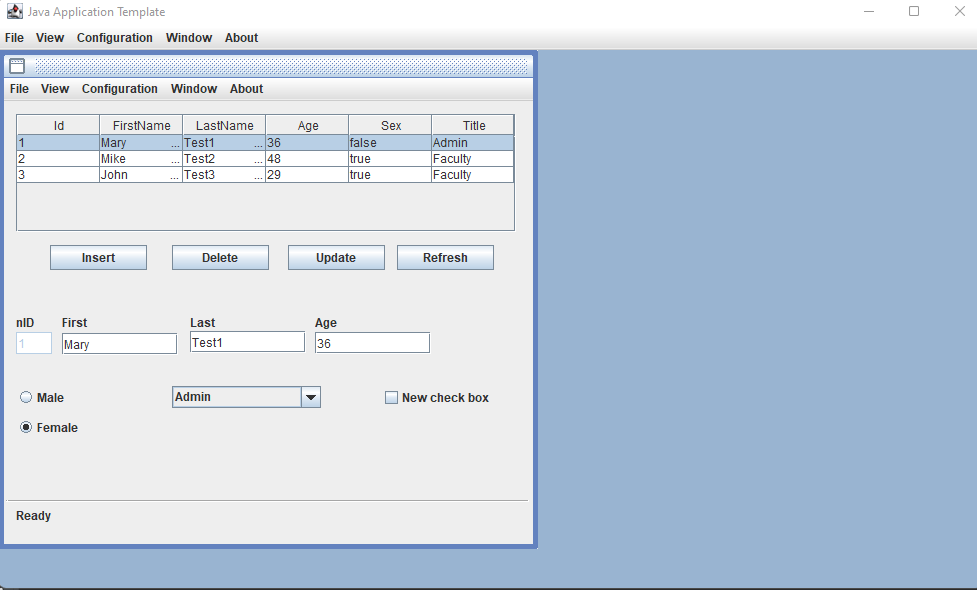 Java Application Template
File View Configuration Window About
File View Configuration Window About
Id FirstName LastName Age Sex Title
1 Mary ... Test1 ... 36 false Admin
2 Mike ... Test2 ... 48 true Faculty
3 John ... Test3 ... 29 true Faculty
Insert Delete Update Refresh
nID First Last Age
1 Mary Test1 36
Male Admin New check box
Female
Ready